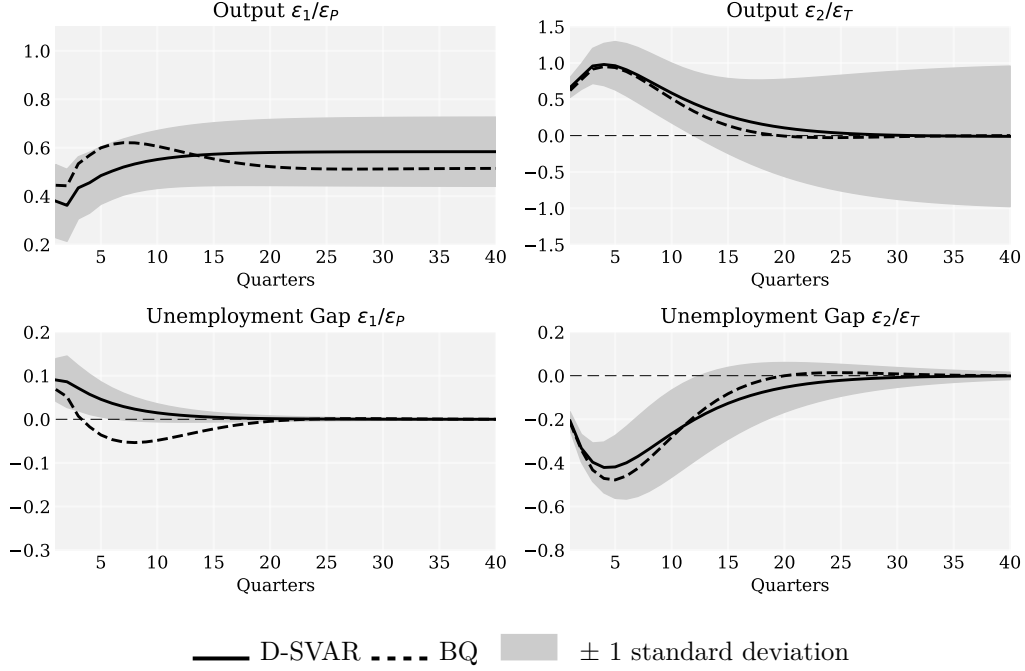 Output ε₁/ε_P
Output ε₂/ε_T
1.0
0.8
0.6
0.4
0.2
5 10 15 20 25 30 35 40
Quarters
1.5
1.0
0.5
0.0
−0.5
−1.0
−1.5
5 10 15 20 25 30 35 40
Quarters
Unemployment Gap ε₁/ε_P
Unemployment Gap ε₂/ε_T
0.2
0.1
0.0
−0.1
−0.2
−0.3
5 10 15 20 25 30 35 40
Quarters
0.2
0.0
−0.2
−0.4
−0.6
−0.8
5 10 15 20 25 30 35 40
Quarters
D-SVAR BQ ± 1 standard deviation